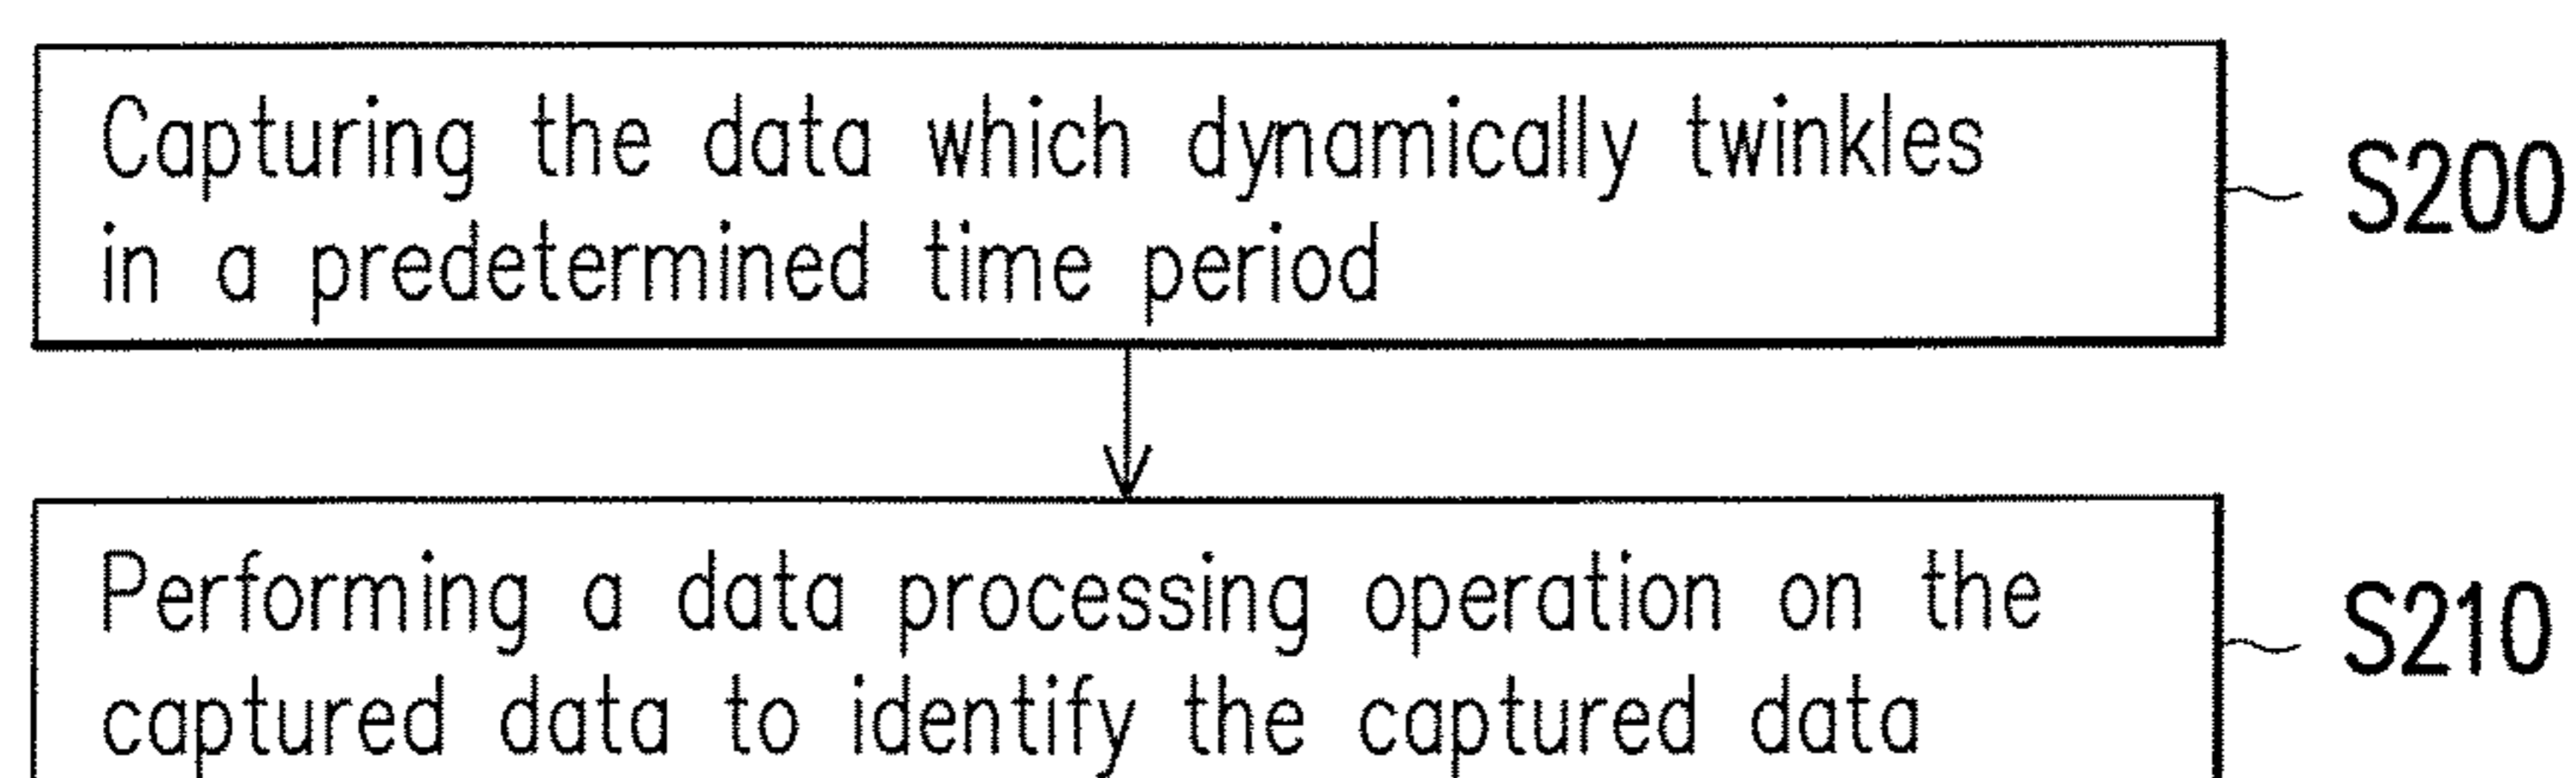 Capturing the data which dynamically twinkles
in a predetermined time period
S200
Performing a data processing operation on the
captured data to identify the captured data
S210